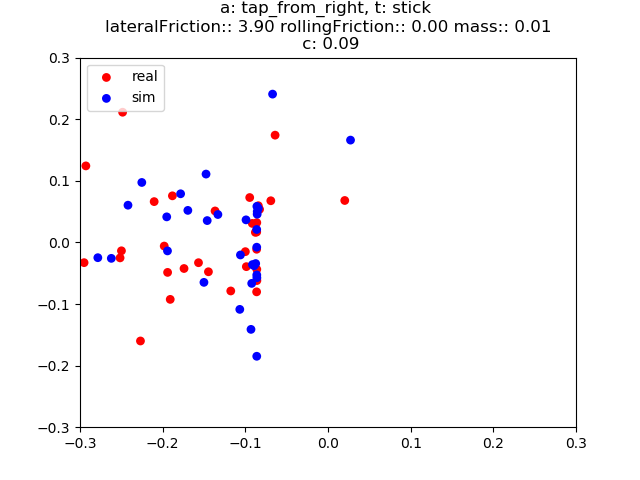 a: tap_from_right, t: stick
lateralFriction:: 3.90 rollingFriction:: 0.00 mass:: 0.01
c: 0.09
real
sim
0.3
0.2
0.1
0.0
−0.1
−0.2
−0.3
−0.3 −0.2 −0.1 0.0 0.1 0.2 0.3